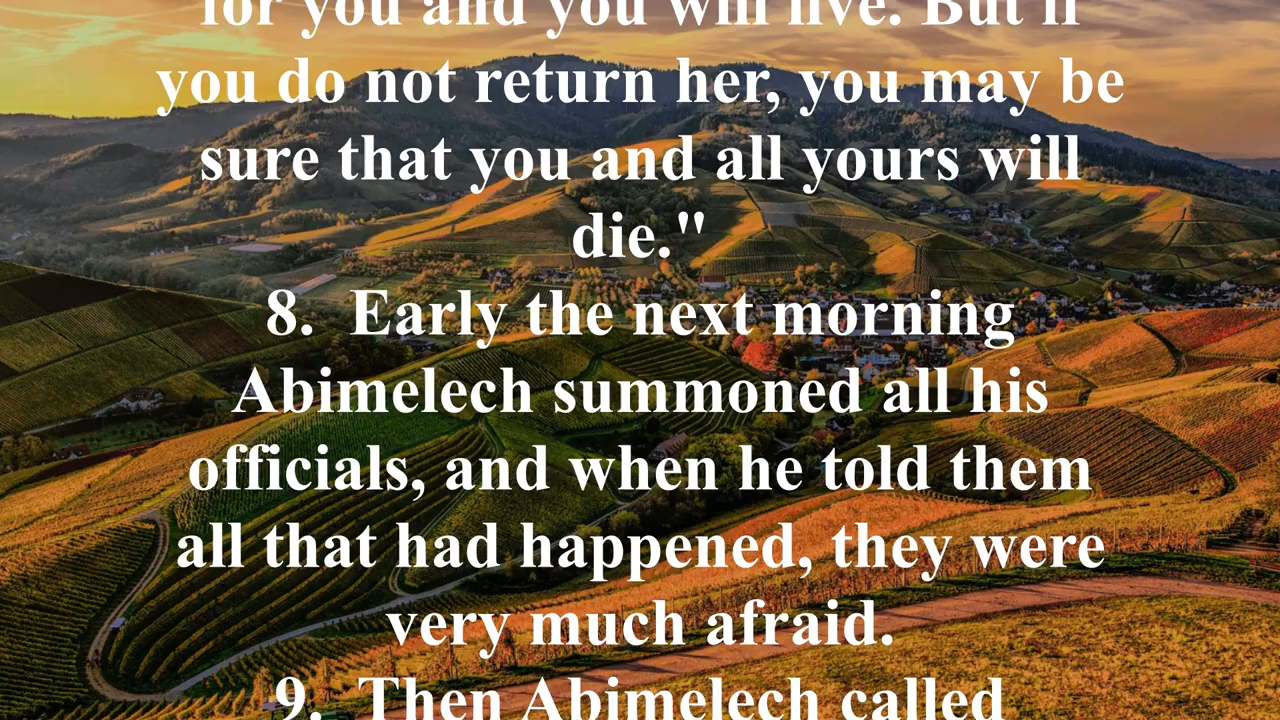 for you and you will live. But if
you do not return her, you may be
sure that you and all yours will
die."
8.  Early the next morning
Abimelech summoned all his
officials, and when he told them
all that had happened, they were
very much afraid.
9.  Then Abimelech called